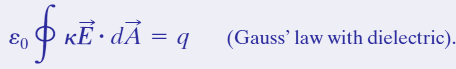 ε₀ ∮ κE⃗ · dA⃗ = q (Gauss' law with dielectric).